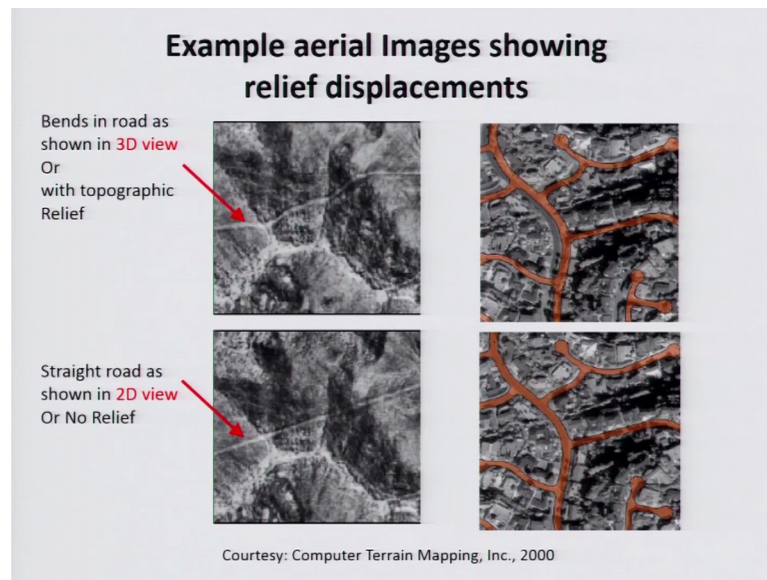 Example aerial Images showing
relief displacements
Bends in road as
shown in 3D view
Or
with topographic
Relief
Straight road as
shown in 2D view
Or No Relief
Courtesy: Computer Terrain Mapping, Inc., 2000